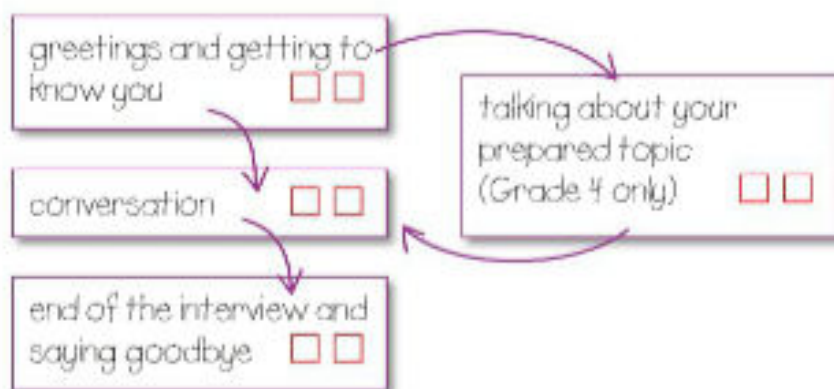 greetings and getting to
know you
talking about your
prepared topic
(Grade 4 only)
conversation
end of the interview and
saying goodbye